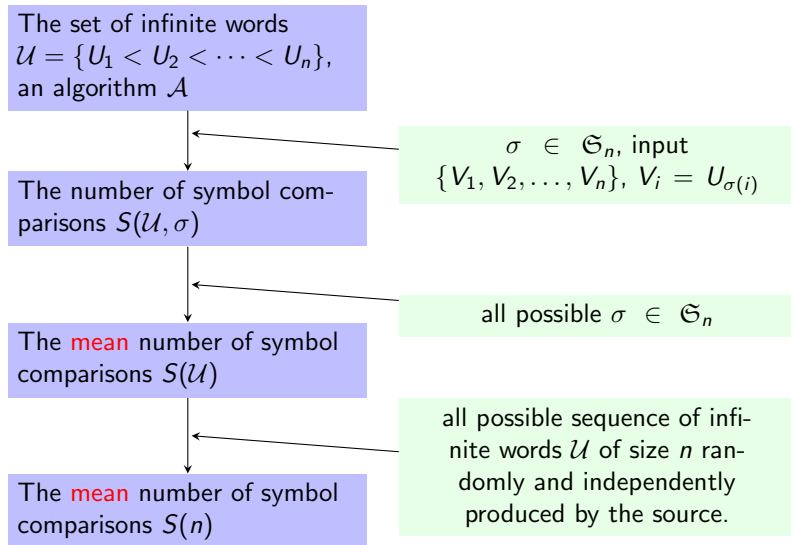 The set of infinite words
𝒰 = {U₁ < U₂ < ⋯ < Uₙ},
an algorithm 𝒜
σ ∈ 𝔖ₙ, input
{V₁, V₂, . . . , Vₙ}, Vᵢ = U_σ(i)
The number of symbol com-
parisons S(𝒰, σ)
all possible σ ∈ 𝔖ₙ
The mean number of symbol
comparisons S(𝒰)
all possible sequence of infi-
nite words 𝒰 of size n ran-
domly and independently
produced by the source.
The mean number of symbol
comparisons S(n)